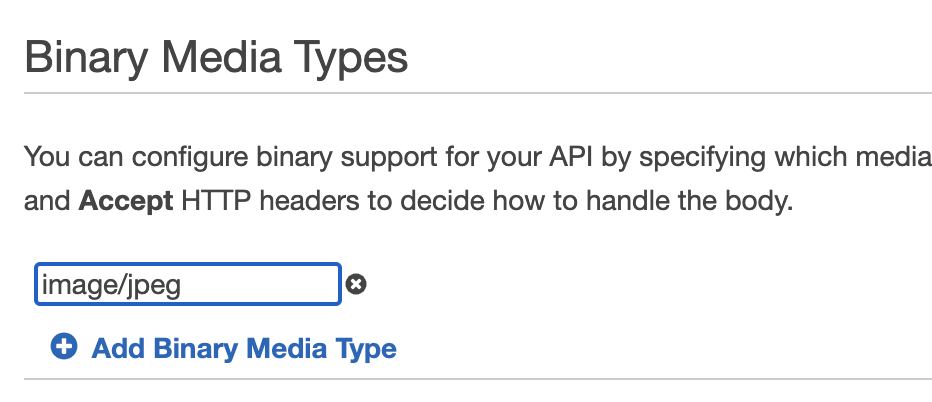 Binary Media Types
You can configure binary support for your API by specifying which media
and Accept HTTP headers to decide how to handle the body.
image/jpeg
Add Binary Media Type